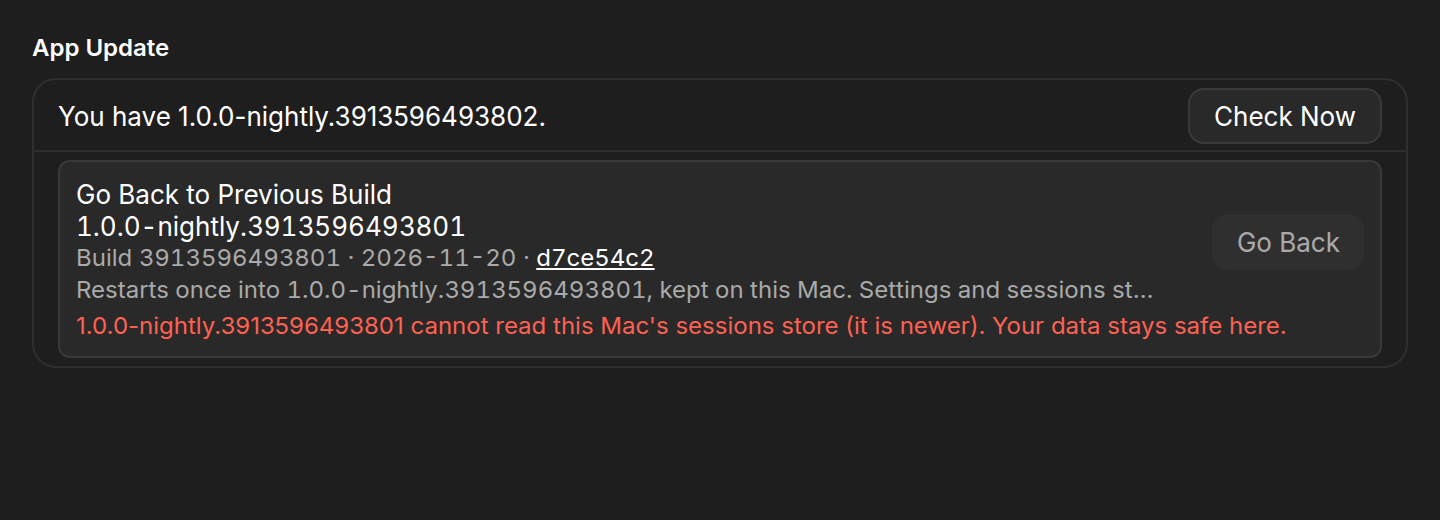 App Update
You have 1.0.0-nightly.3913596493802.
Check Now
Go Back to Previous Build
1.0.0-nightly.3913596493801
Build 3913596493801 · 2026-11-20 · d7ce54c2
Restarts once into 1.0.0-nightly.3913596493801, kept on this Mac. Settings and sessions st...
1.0.0-nightly.3913596493801 cannot read this Mac's sessions store (it is newer). Your data stays safe here.
Go Back